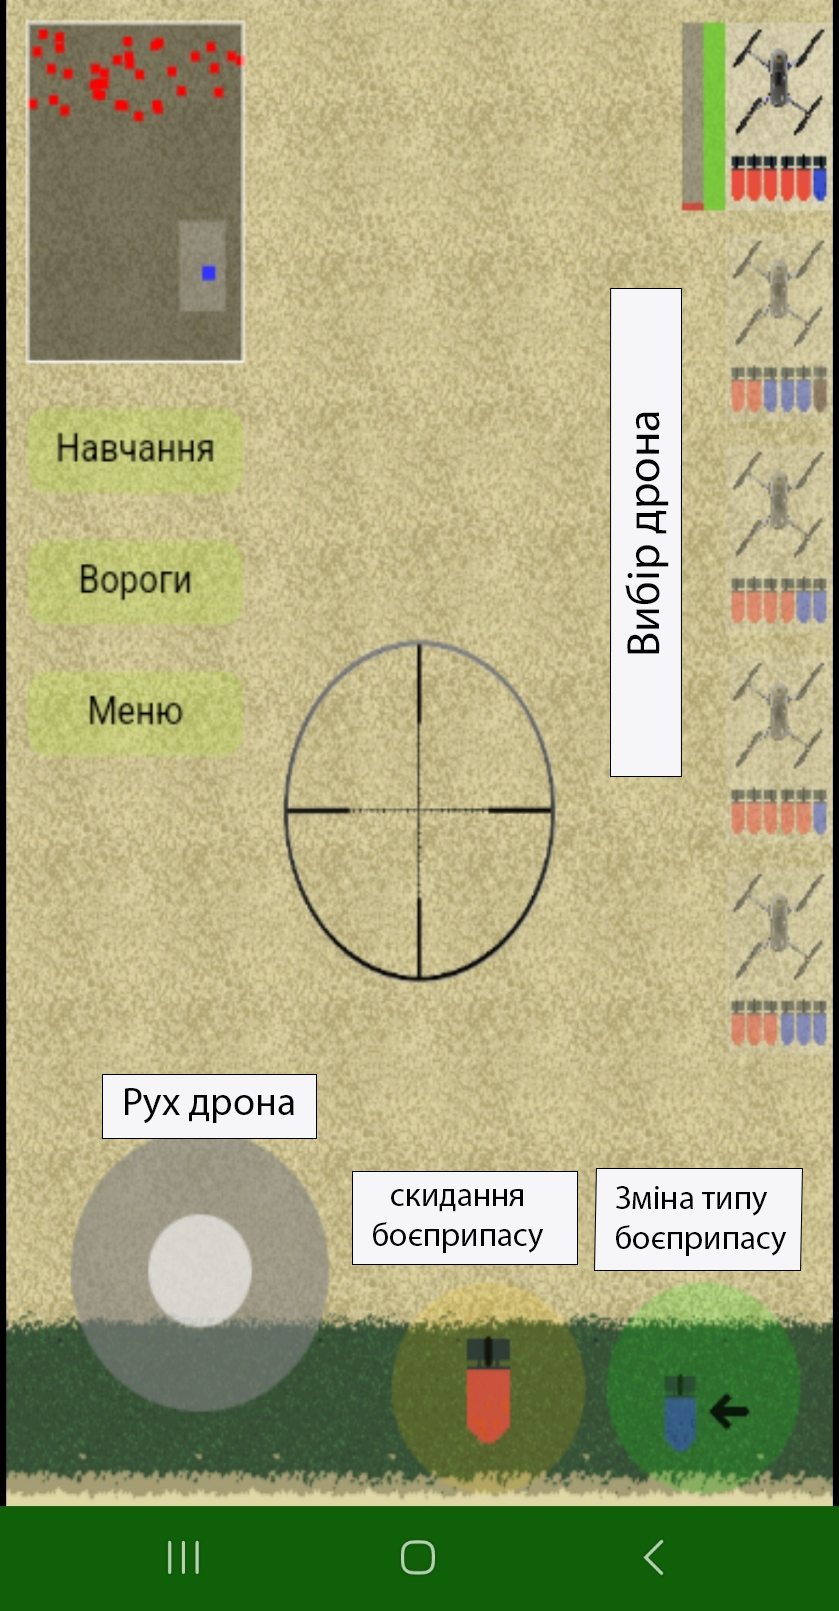 Навчання
Вороги
Меню
Вибір дрона
Рух дрона
скидання
боєприпасу
Зміна типу
боєприпасу